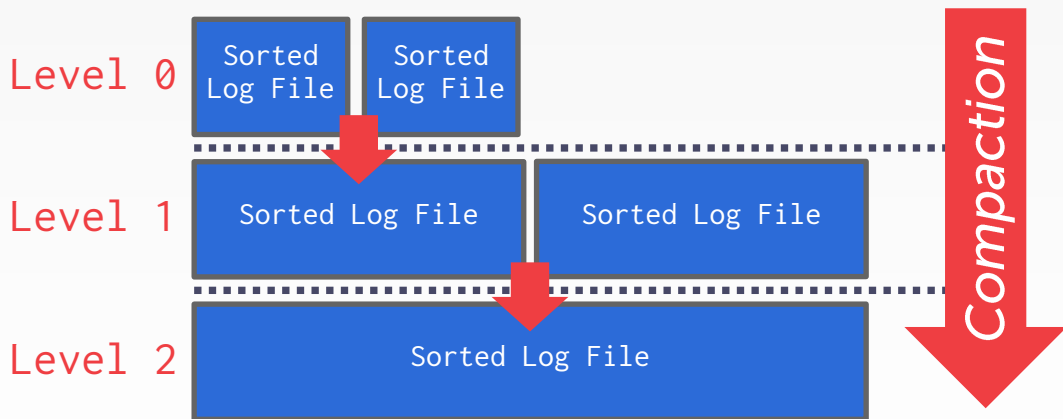 Level 0
Sorted
Log File
Sorted
Log File
Level 1
Sorted Log File
Sorted Log File
Level 2
Sorted Log File
Compaction